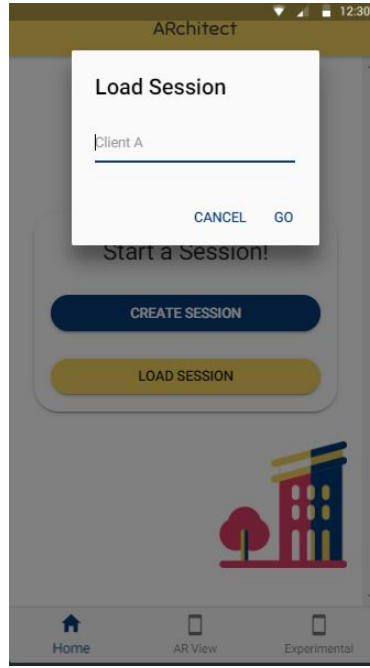 12:30
ARchitect
Load Session
Client A
CANCEL GO
Start a Session!
CREATE SESSION
LOAD SESSION
Home AR View Experimental